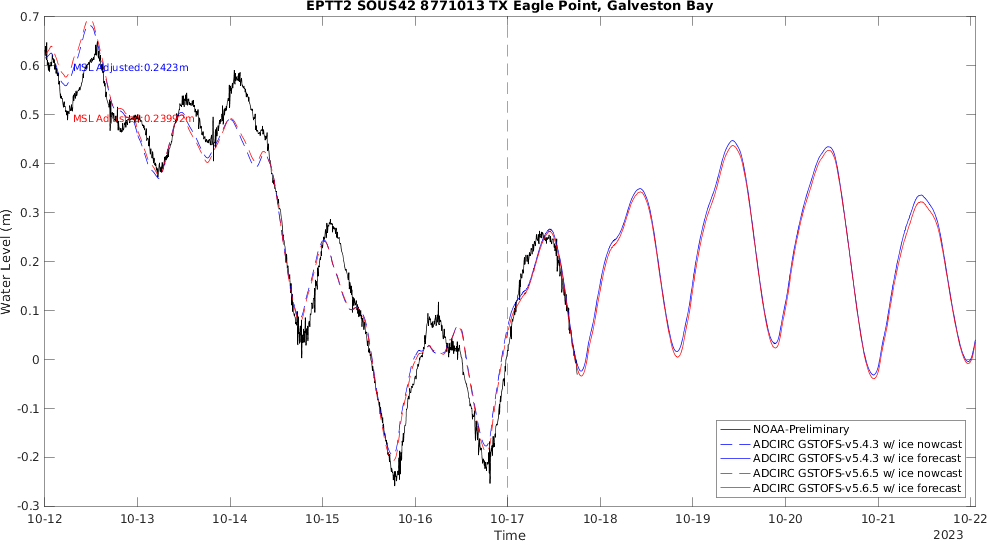 EPTT2 SOUS42 8771013 TX Eagle Point, Galveston Bay
0.7
0.6
0.5
0.4
0.3
0.2
0.1
0
-0.1
-0.2
-0.3
Water Level (m)
MSL Adjusted:0.2423m
MSL Adjusted:0.23992m
NOAA-Preliminary
ADCIRC GSTOFS-v5.4.3 w/ ice nowcast
ADCIRC GSTOFS-v5.4.3 w/ ice forecast
ADCIRC GSTOFS-v5.6.5 w/ ice nowcast
ADCIRC GSTOFS-v5.6.5 w/ ice forecast
10-12 10-13 10-14 10-15 10-16 10-17 10-18 10-19 10-20 10-21 10-22
Time
2023